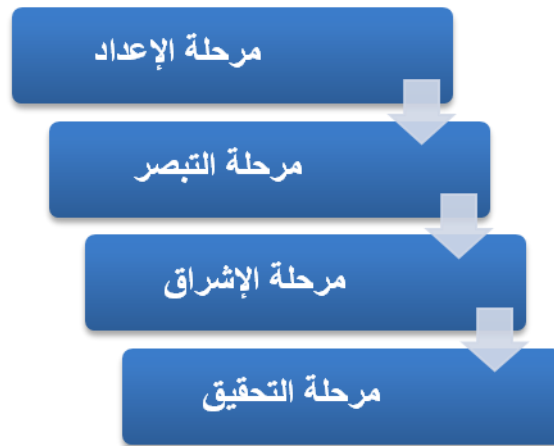 مرحلة الإعداد
مرحلة التبصر
مرحلة الإشراق
مرحلة التحقيق